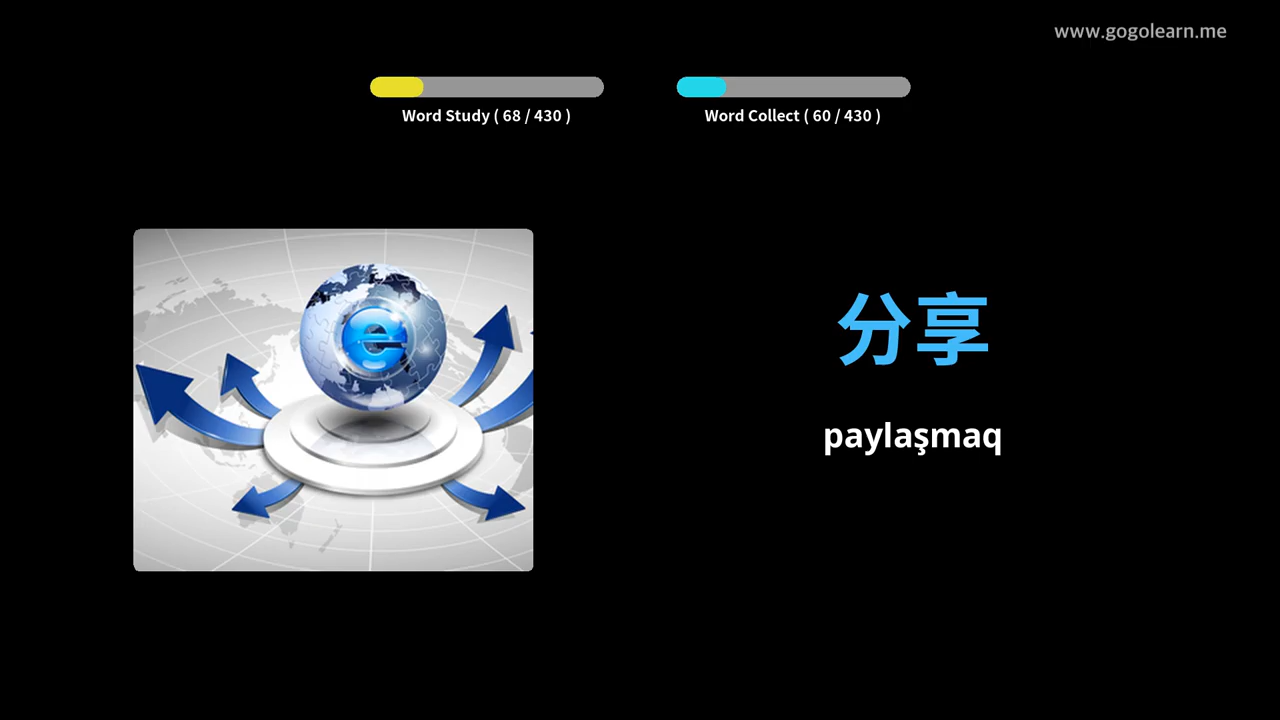 www.gogolearn.me
Word Study ( 68 / 430 )
Word Collect ( 60 / 430 )
e
分享
paylaşmaq